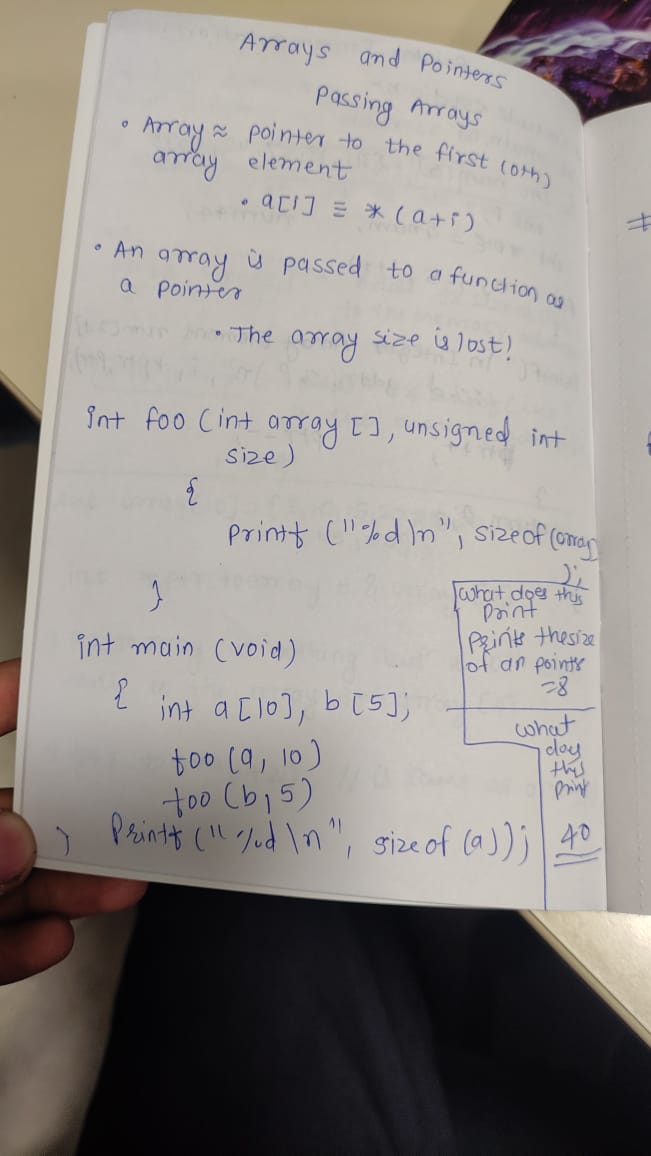 Arrays and Pointers
Passing Arrays
• Array ≈ pointer to the first (0th)
array element
• a[i] ≡ * (a+i)
• An array is passed to a function as
a pointer
• The array size is lost!
int foo (int array [], unsigned int
size)
{
Printf ("%d\n", sizeof (array)
);
}
What does this
Print
Prints the size
of an points
=8
int main (void)
{ int a[10], b[5];
foo (a, 10)
foo (b, 5)
} Printf ("%d\n", size of (a));
what
does
this
print
40